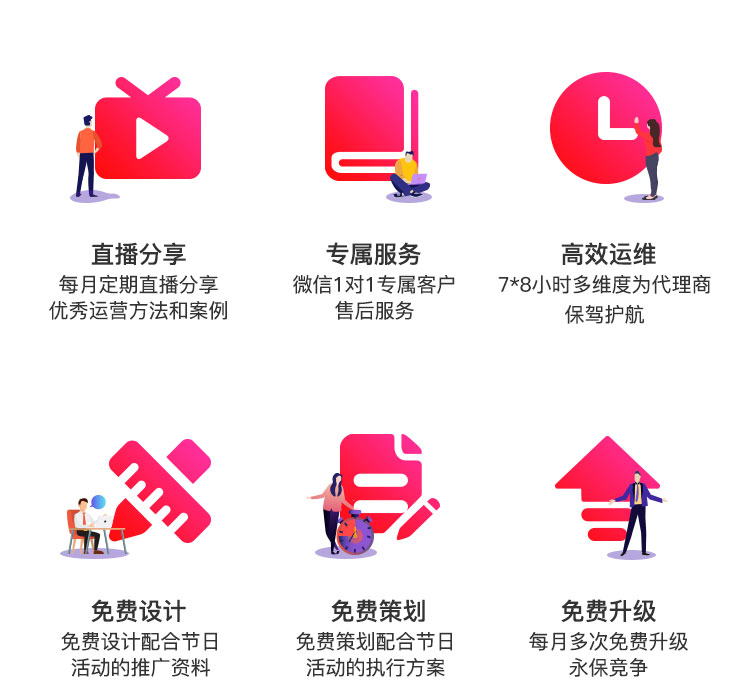 直播分享
每月定期直播分享
优秀运营方法和案例
专属服务
微信1对1专属客户
售后服务
高效运维
7*8小时多维度为代理商
保驾护航
免费设计
免费设计配合节日
活动的推广资料
免费策划
免费策划配合节日
活动的执行方案
免费升级
每月多次免费升级
永保竞争